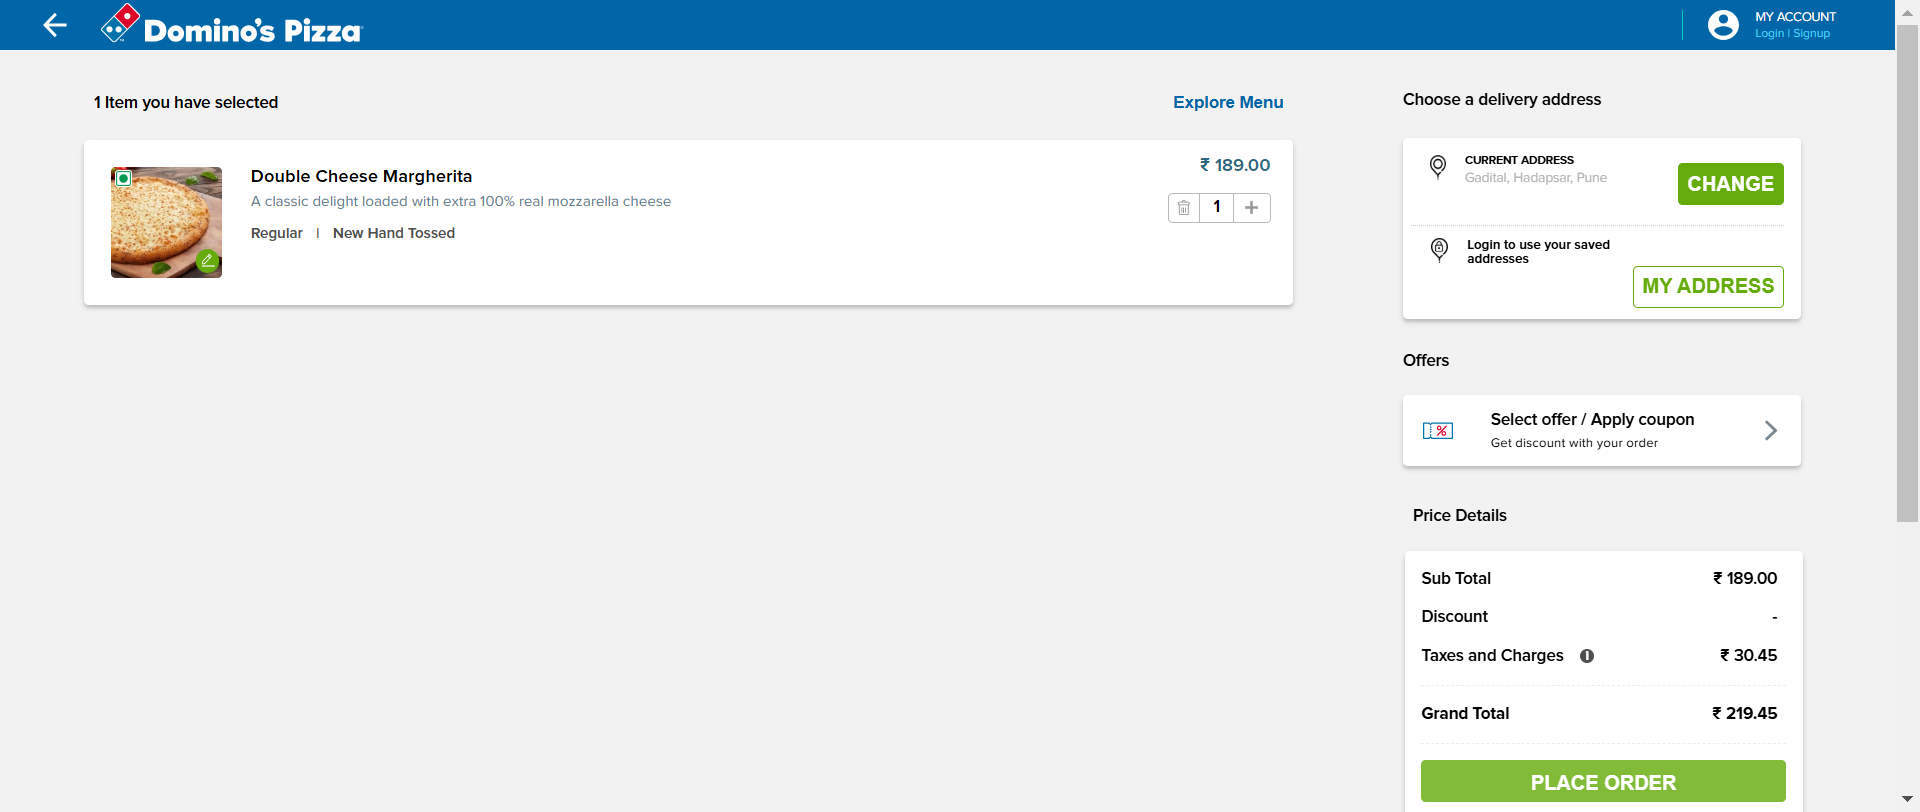 Domino's Pizza
MY ACCOUNT
Login | Signup
1 Item you have selected
Explore Menu
Double Cheese Margherita
A classic delight loaded with extra 100% real mozzarella cheese
Regular | New Hand Tossed
₹ 189.00
1
Choose a delivery address
CURRENT ADDRESS
Gadital, Hadapsar, Pune
CHANGE
Login to use your saved
addresses
MY ADDRESS
Offers
Select offer / Apply coupon
Get discount with your order
Price Details
Sub Total ₹ 189.00
Discount -
Taxes and Charges ₹ 30.45
Grand Total ₹ 219.45
PLACE ORDER